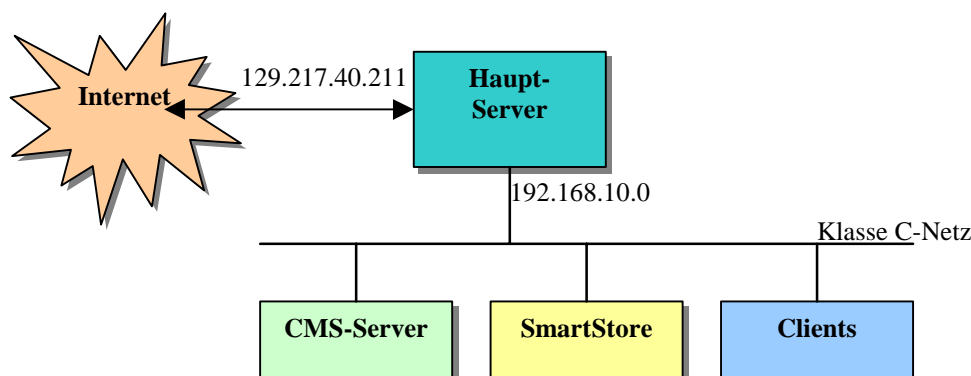 129.217.40.211
Internet
Haupt-
Server
192.168.10.0
Klasse C-Netz
CMS-Server
SmartStore
Clients